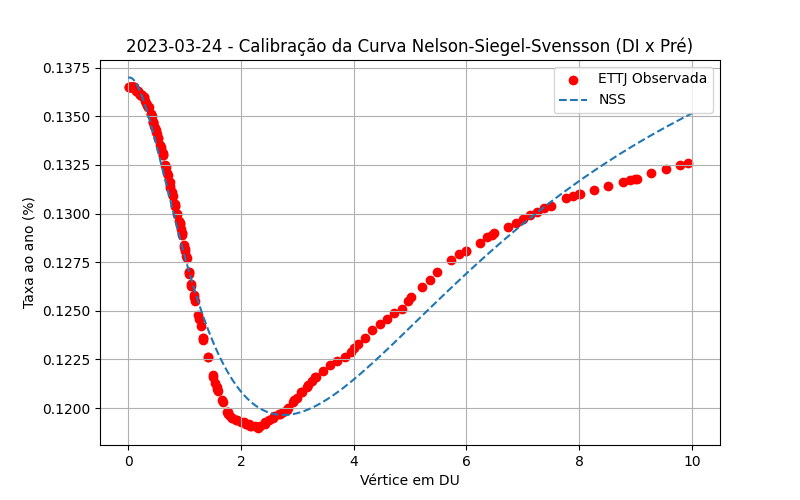 2023-03-24 - Calibração da Curva Nelson-Siegel-Svensson (DI x Pré)
ETTJ Observada
NSS
Taxa ao ano (%)
0.1375
0.1350
0.1325
0.1300
0.1275
0.1250
0.1225
0.1200
0
2
4
6
8
10
Vértice em DU